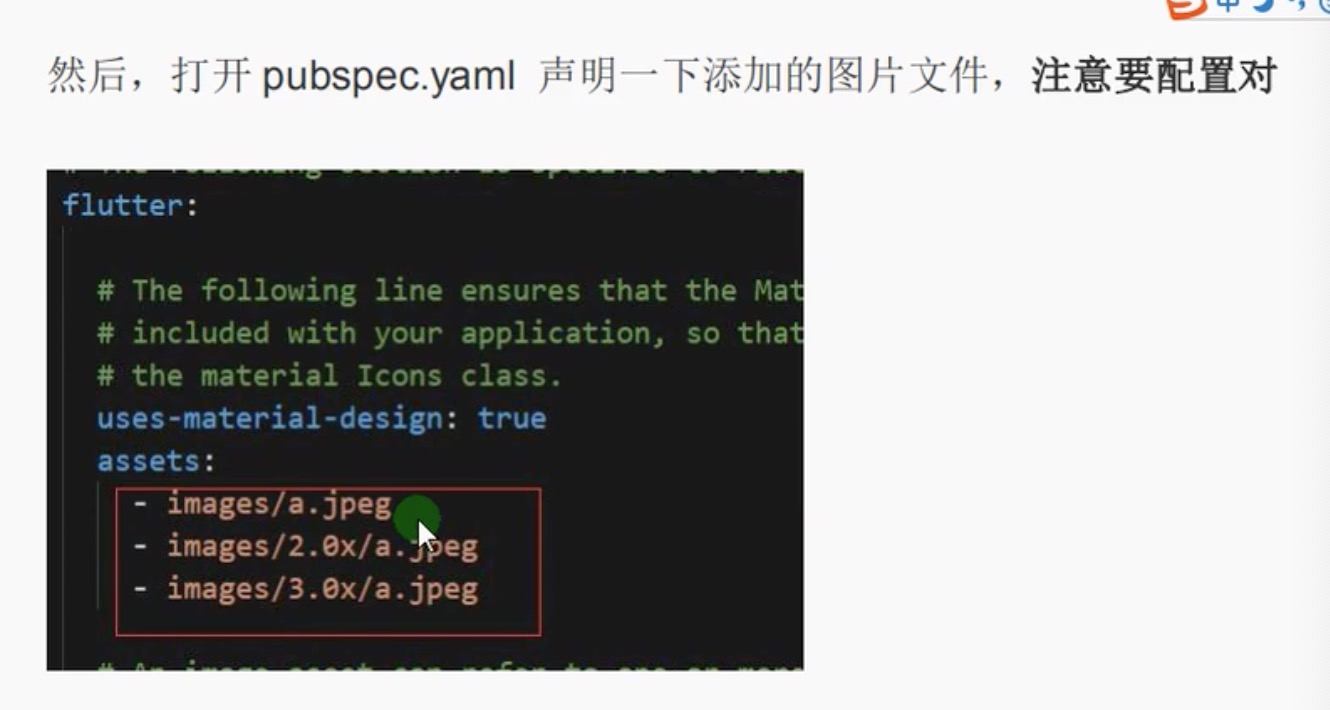 中
然后，打开 pubspec.yaml 声明一下添加的图片文件，注意要配置对
flutter:
# The following line ensures that the Mat
# included with your application, so that
# the material Icons class.
uses-material-design: true
assets:
- images/a.jpeg
- images/2.0x/a.jpeg
- images/3.0x/a.jpeg